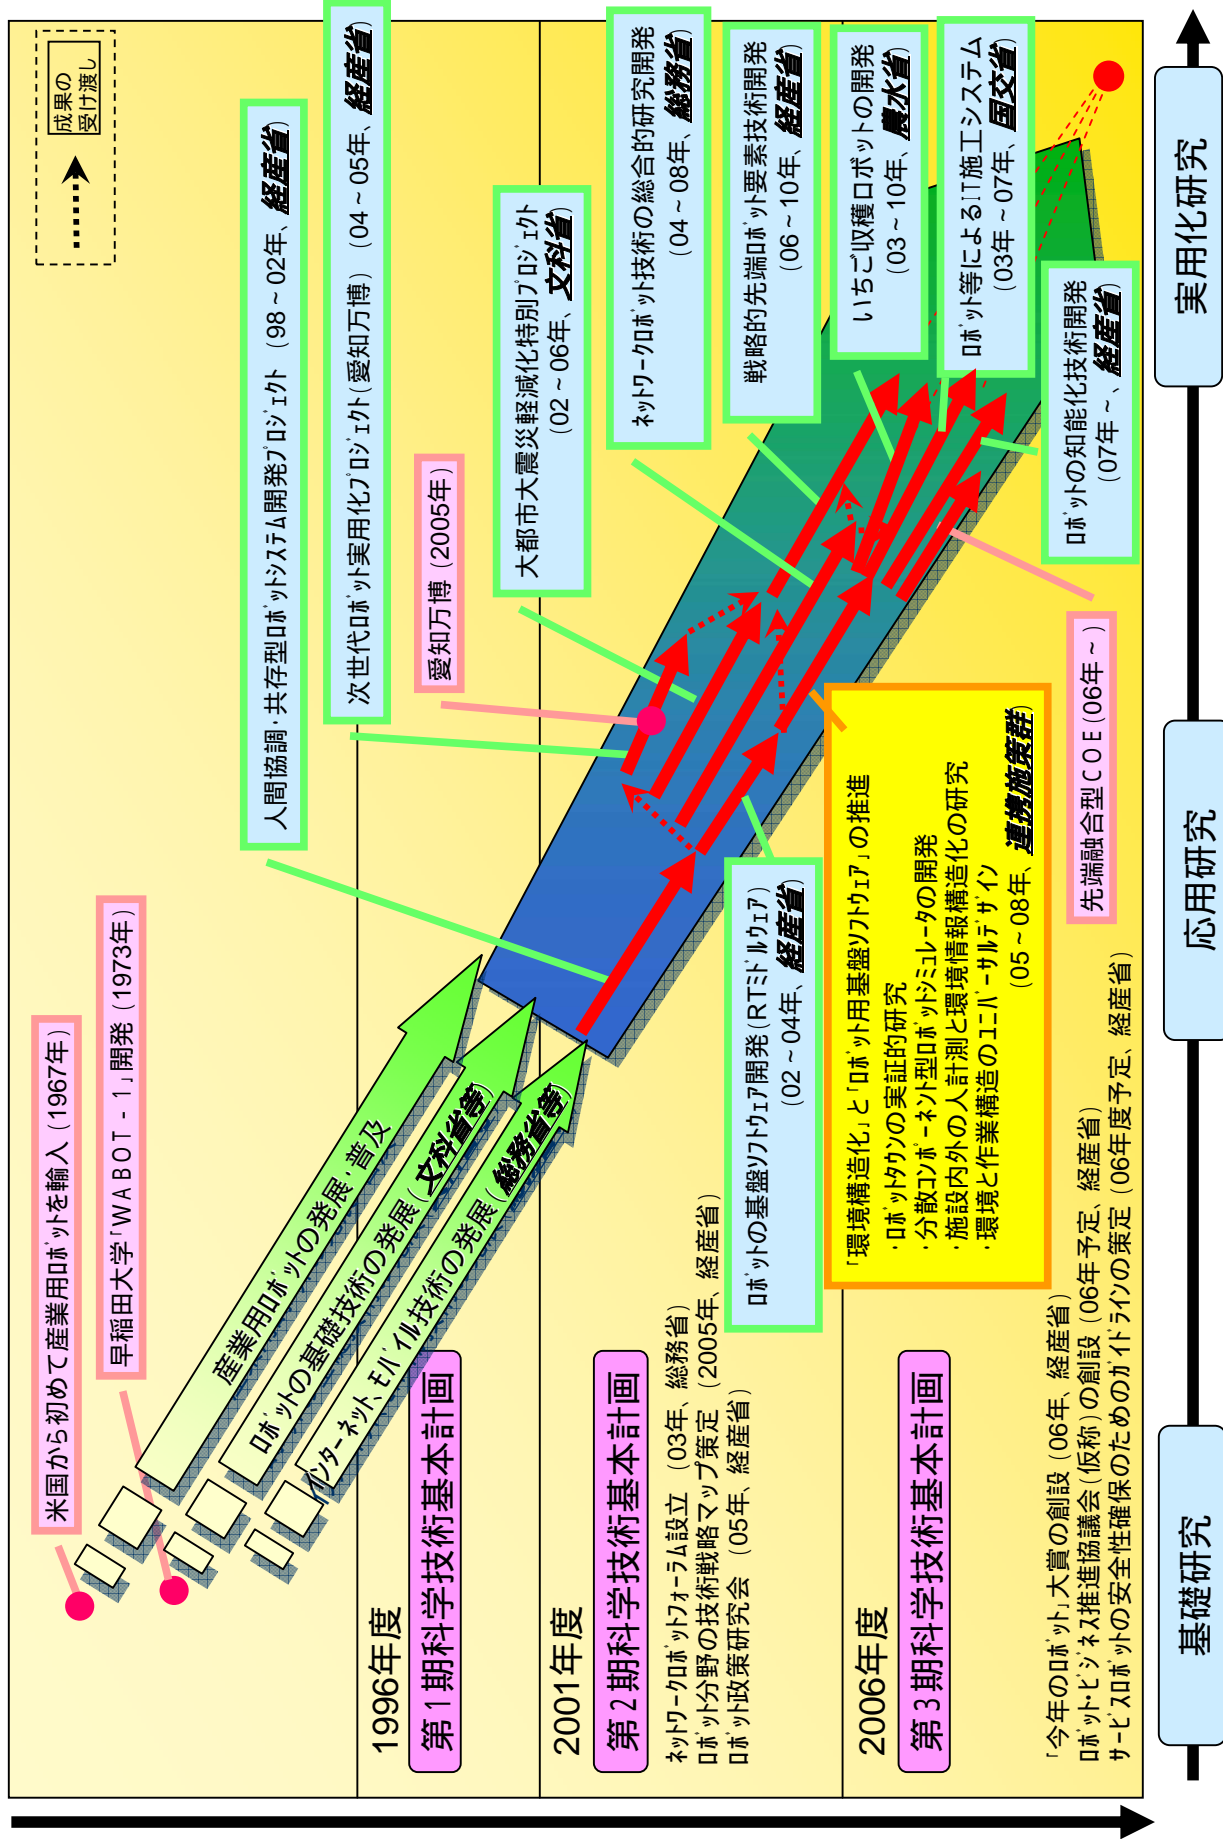 成果の
受け渡し
米国から初めて産業用ロボットを輸入 (1967年)
早稲田大学「WABOT - 1」開発 (1973年)
産業用ロボットの発展・普及
ロボットの基礎技術の発展(文科省等)
インターネット、モバイル技術の発展(総務省等)
人間協調・共存型ロボットシステム開発プロジェクト (98～02年、経産省)
次世代ロボット実用化プロジェクト(愛知万博) (04～05年、経産省)
愛知万博 (2005年)
大都市大震災軽減化特別プロジェクト
(02～06年、文科省)
ネットワークロボット技術の総合的研究開発
(04～08年、総務省)
戦略的先端ロボット要素技術開発
(06～10年、経産省)
いちご収穫ロボットの開発
(03～10年、農水省)
ロボット等によるIT施工システム
(03年～07年、国交省)
ロボットの知能化技術開発
(07年～、経産省)
先端融合型COE(06年～)
ロボットの基盤ソフトウェア開発(RTミドルウェア)
(02～04年、経産省)
「環境構造化」と「ロボット用基盤ソフトウェア」の推進
・ロボットタウンの実証的研究
・分散コンポーネント型ロボットシミュレータの開発
・施設内外の人計測と環境情報構造化の研究
・環境と作業構造のユニバーサルデザイン
(05～08年、連携施策群)
1996年度
第1期科学技術基本計画
2001年度
第2期科学技術基本計画
ネットワークロボットフォーラム設立 (03年、総務省)
ロボット分野の技術戦略マップ策定 (2005年、経産省)
ロボット政策研究会 (05年、経産省)
2006年度
第3期科学技術基本計画
「今年のロボット」大賞の創設 (06年、経産省)
ロボット・ビジネス推進協議会(仮称)の創設 (06年予定、経産省)
サービスロボットの安全性確保のためのガイドラインの策定 (06年度予定、経産省)
基礎研究
応用研究
実用化研究